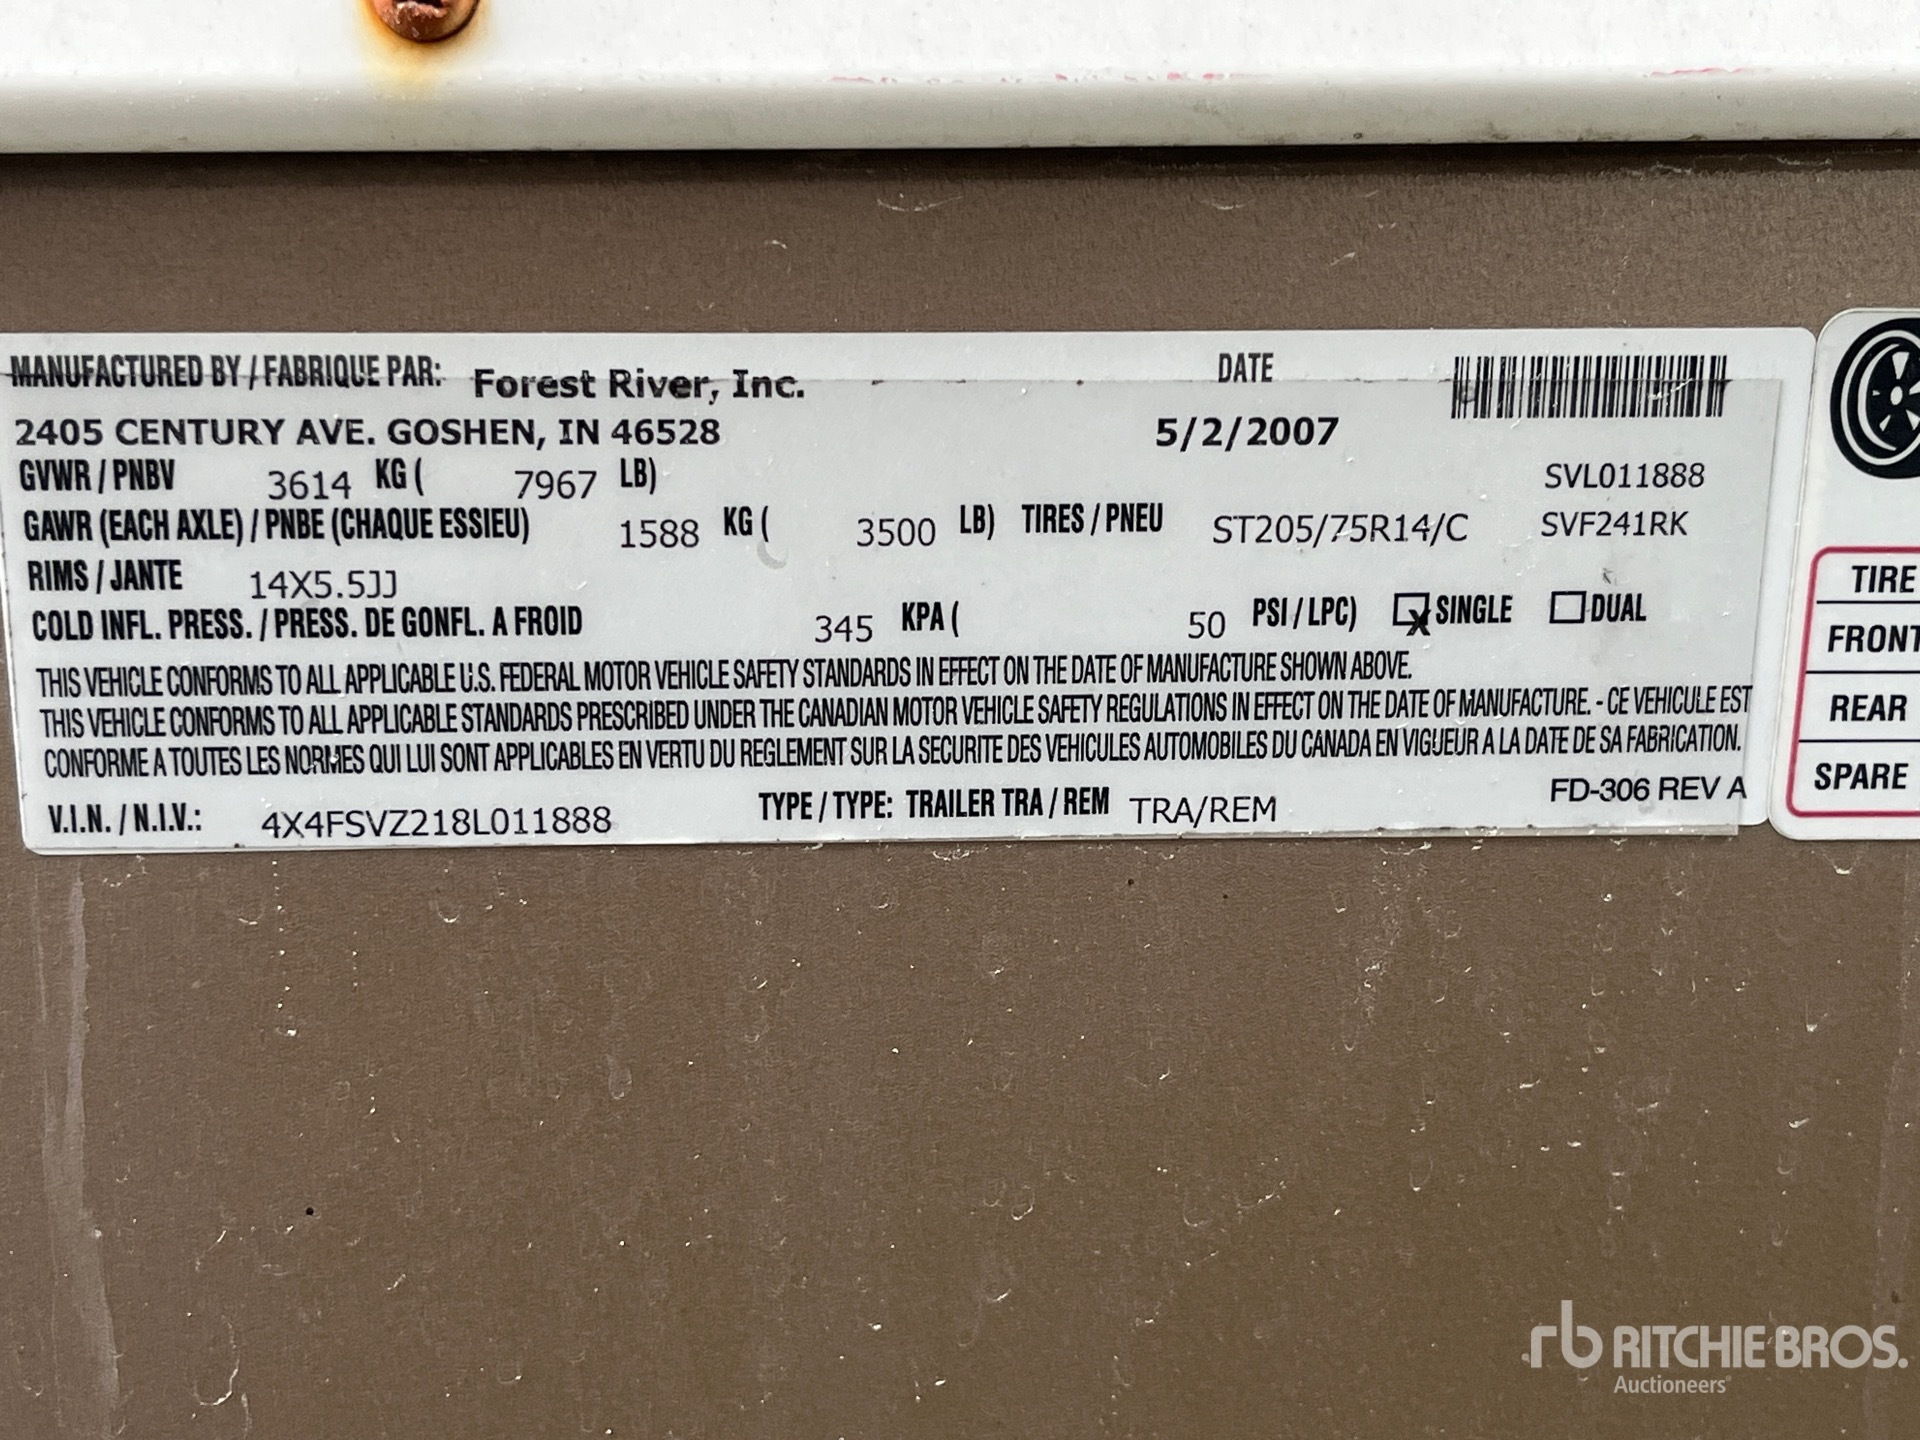 MANUFACTURED BY / FABRIQUE PAR: Forest River, Inc. DATE
2405 CENTURY AVE. GOSHEN, IN 46528 5/2/2007
GVWR / PNBV 3614 KG ( 7967 LB) SVL011888
GAWR (EACH AXLE) / PNBE (CHAQUE ESSIEU) 1588 KG ( 3500 LB) TIRES / PNEU ST205/75R14/C SVF241RK
RIMS / JANTE 14X5.5JJ
COLD INFL. PRESS. / PRESS. DE GONFL. A FROID 345 KPA ( 50 PSI / LPC) X SINGLE DUAL
THIS VEHICLE CONFORMS TO ALL APPLICABLE U.S. FEDERAL MOTOR VEHICLE SAFETY STANDARDS IN EFFECT ON THE DATE OF MANUFACTURE SHOWN ABOVE.
THIS VEHICLE CONFORMS TO ALL APPLICABLE STANDARDS PRESCRIBED UNDER THE CANADIAN MOTOR VEHICLE SAFETY REGULATIONS IN EFFECT ON THE DATE OF MANUFACTURE. - CE VEHICULE EST
CONFORME A TOUTES LES NORMES QUI LUI SONT APPLICABLES EN VERTU DU REGLEMENT SUR LA SECURITE DES VEHICULES AUTOMOBILES DU CANADA EN VIGUEUR A LA DATE DE SA FABRICATION.
FD-306 REV A
V.I.N. / N.I.V.: 4X4FSVZ218L011888 TYPE / TYPE: TRAILER TRA / REM TRA/REM
TIRE
FRONT
REAR
SPARE
rb RITCHIE BROS.
Auctioneers